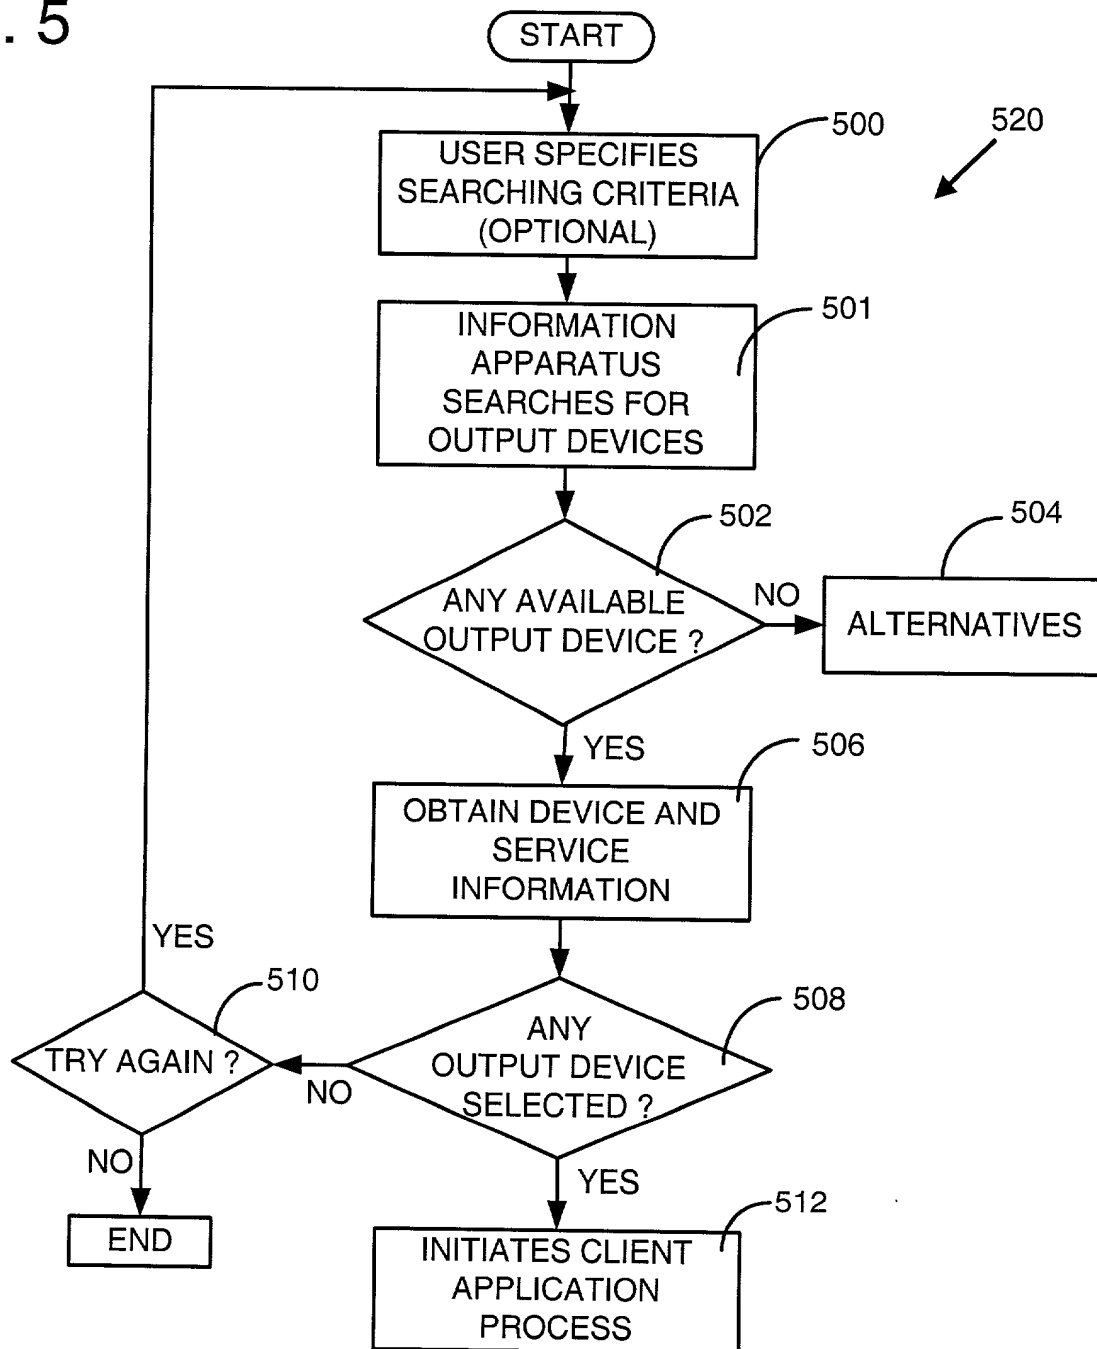 . 5
START
500
520
USER SPECIFIES
SEARCHING CRITERIA
(OPTIONAL)
501
INFORMATION
APPARATUS
SEARCHES FOR
OUTPUT DEVICES
502
504
ANY AVAILABLE
OUTPUT DEVICE ?
NO
ALTERNATIVES
YES
506
OBTAIN DEVICE AND
SERVICE
INFORMATION
YES
510
508
TRY AGAIN ?
NO
ANY
OUTPUT DEVICE
SELECTED ?
NO
YES
512
END
INITIATES CLIENT
APPLICATION
PROCESS